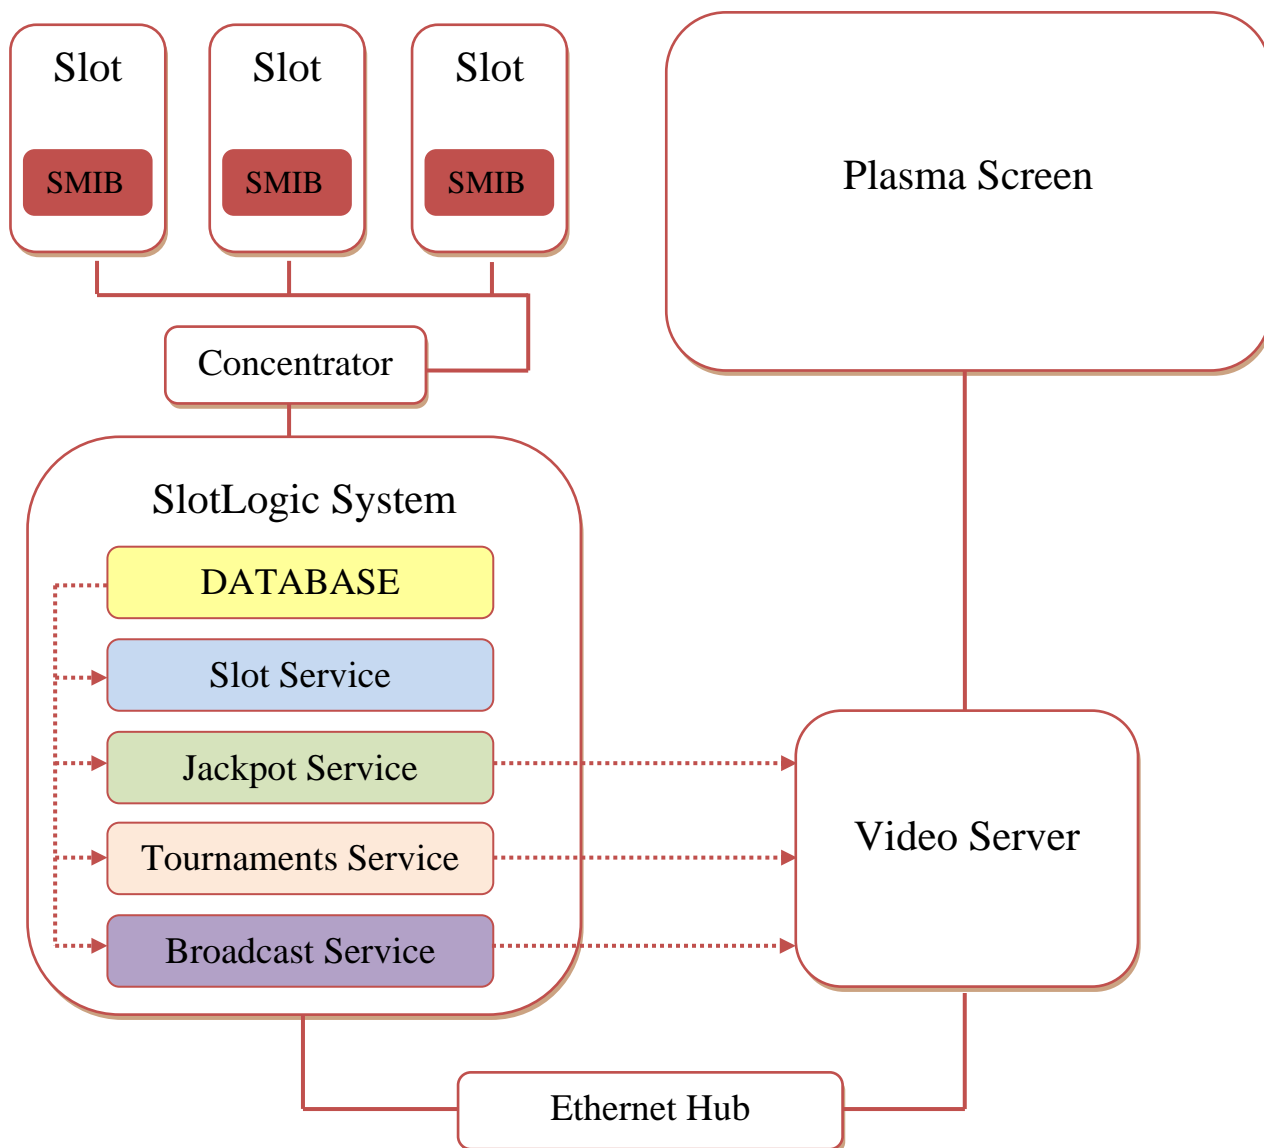 Slot
Slot
Slot
SMIB
SMIB
SMIB
Plasma Screen
Concentrator
SlotLogic System
DATABASE
Slot Service
Jackpot Service
Tournaments Service
Broadcast Service
Video Server
Ethernet Hub